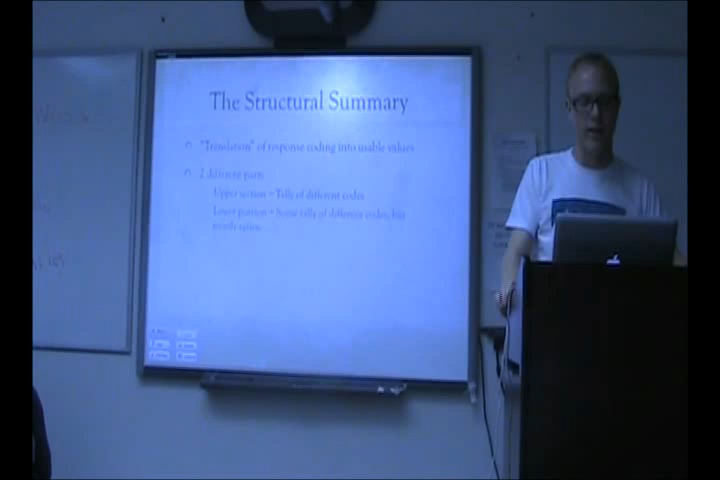 The Structural Summary
"Translation" of response coding into usable values
2 different parts
Upper section = Tally of different codes
Lower portion = Some tally of different codes, but
mostly ratios